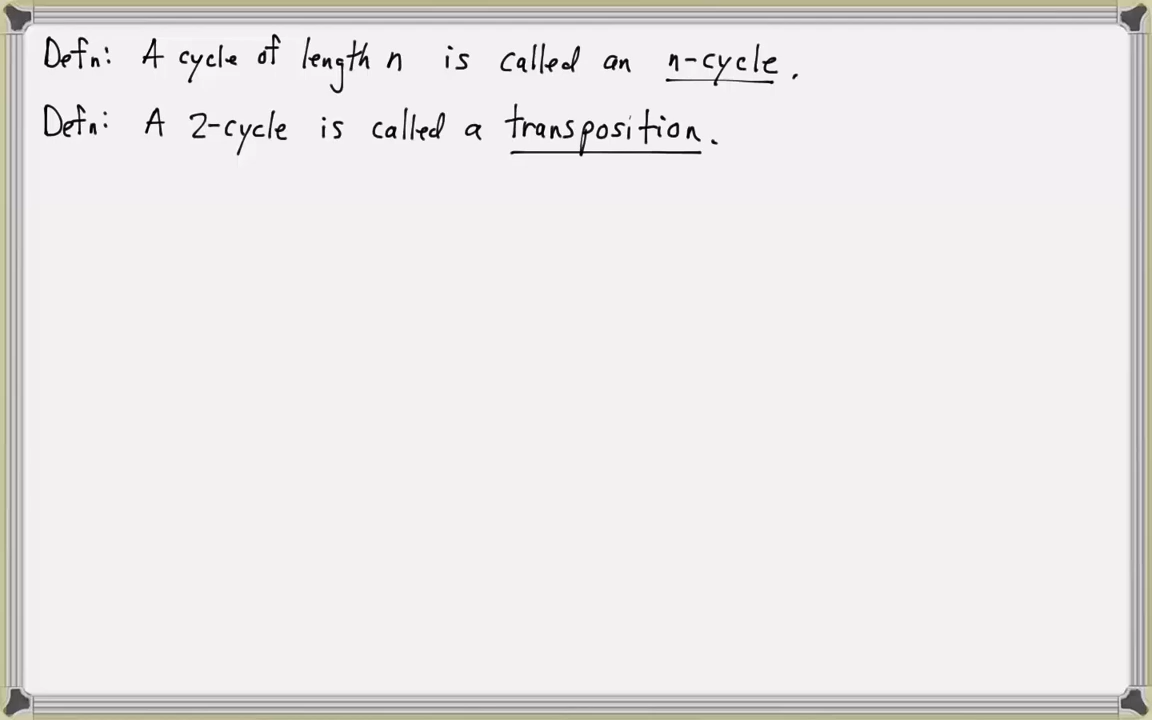 Defn: A cycle of length n is called an n-cycle.
Defn: A 2-cycle is called a transposition.